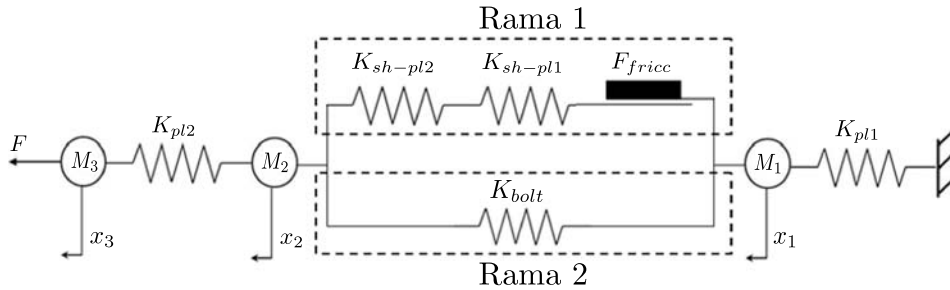 Rama 1
K_{sh-pl2} K_{sh-pl1} F_{fricc}
F M_3 K_{pl2} M_2 M_1 K_{pl1}
K_{bolt}
x_3 x_2 x_1
Rama 2